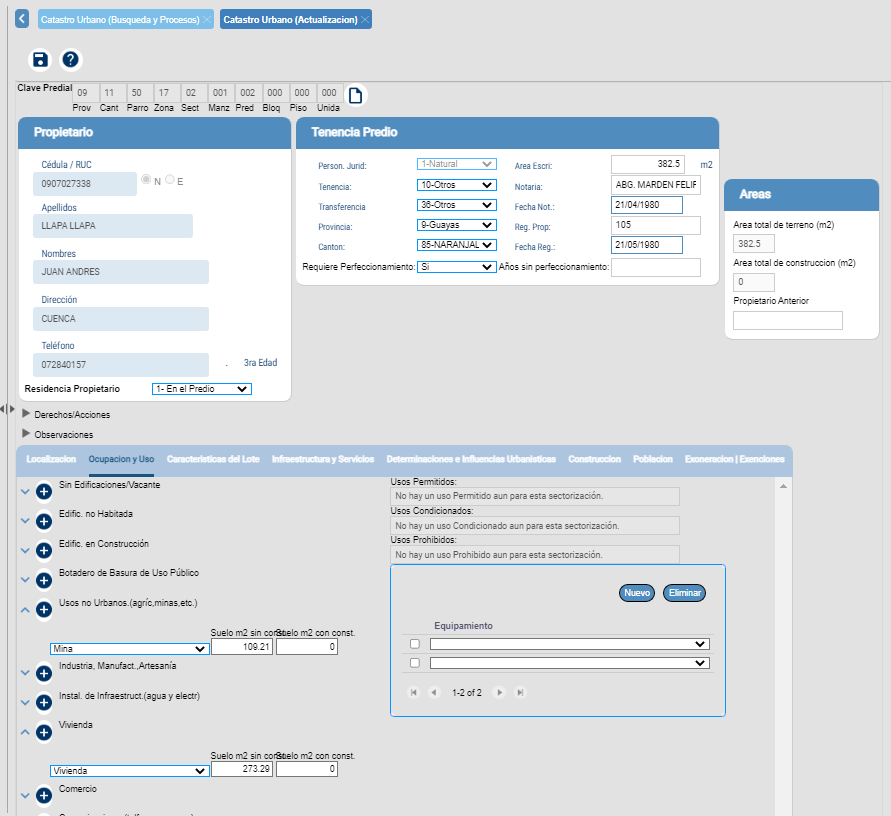 Catastro Urbano (Busqueda y Procesos)
Catastro Urbano (Actualizacion)
Clave Predial 09 11 50 17 02 001 002 000 000 000
Prov Cant Parro Zona Sect Manz Pred Bloq Piso Unida
Propietario
Cédula / RUC
0907027338 N E
Apellidos
LLAPA LLAPA
Nombres
JUAN ANDRES
Dirección
CUENCA
Teléfono
072840157 . 3ra Edad
Residencia Propietario 1- En el Predio
Tenencia Predio
Person. Jurid: 1-Natural Area Escri: 382.5 m2
Tenencia: 10-Otros Notaria: ABG. MARDEN FELIF
Transferencia 36-Otros Fecha Not.: 21/04/1980
Provincia: 9-Guayas Reg. Prop: 105
Canton: 85-NARANJAL Fecha Reg.: 21/05/1980
Requiere Perfeccionamiento: Si Años sin perfeccionamiento:
Areas
Area total de terreno (m2)
382.5
Area total de construccion (m2)
0
Propietario Anterior
Derechos/Acciones
Observaciones
Localizacion Ocupacion y Uso Caracteristicas del Lote Infraestructura y Servicios Determinaciones e Influencias Urbanisticas Construccion Poblacion Exoneracion | Exenciones
Sin Edificaciones/Vacante
Edific. no Habitada
Edific. en Construcción
Botadero de Basura de Uso Público
Usos no Urbanos.(agríc,minas,etc.)
Suelo m2 sin const. Suelo m2 con const.
Mina 109.21 0
Industria, Manufact.,Artesanía
Instal. de Infraestruct.(agua y electr)
Vivienda
Suelo m2 sin const. Suelo m2 con const.
Vivienda 273.29 0
Comercio
Usos Permitidos:
No hay un uso Permitido aun para esta sectorización.
Usos Condicionados:
No hay un uso Condicionado aun para esta sectorización.
Usos Prohibidos:
No hay un uso Prohibido aun para esta sectorización.
Nuevo Eliminar
Equipamiento
1-2 of 2